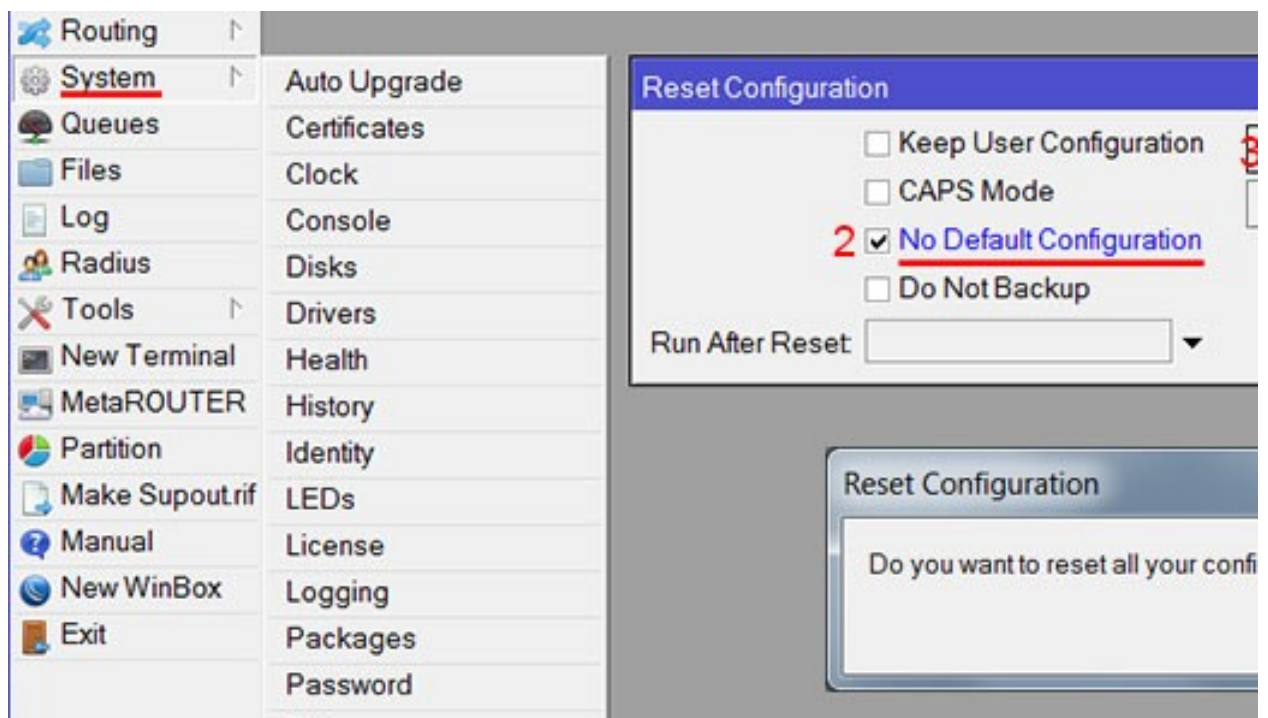 Routing
System
Queues
Files
Log
Radius
Tools
New Terminal
MetaROUTER
Partition
Make Supout.rif
Manual
New WinBox
Exit
Auto Upgrade
Certificates
Clock
Console
Disks
Drivers
Health
History
Identity
LEDs
License
Logging
Packages
Password
Reset Configuration
Keep User Configuration
3
CAPS Mode
2 No Default Configuration
Do Not Backup
Run After Reset:
Reset Configuration
Do you want to reset all your